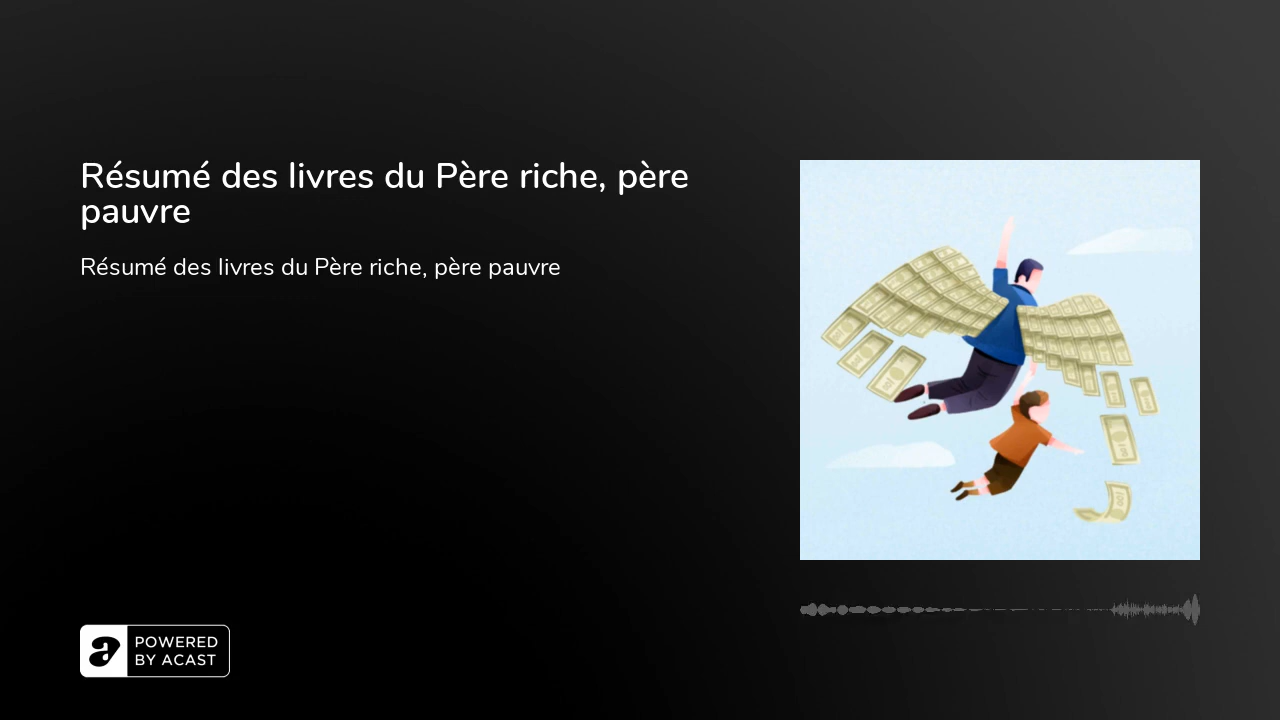 Résumé des livres du Père riche, père
pauvre
Résumé des livres du Père riche, père pauvre
POWERED
BY ACAST